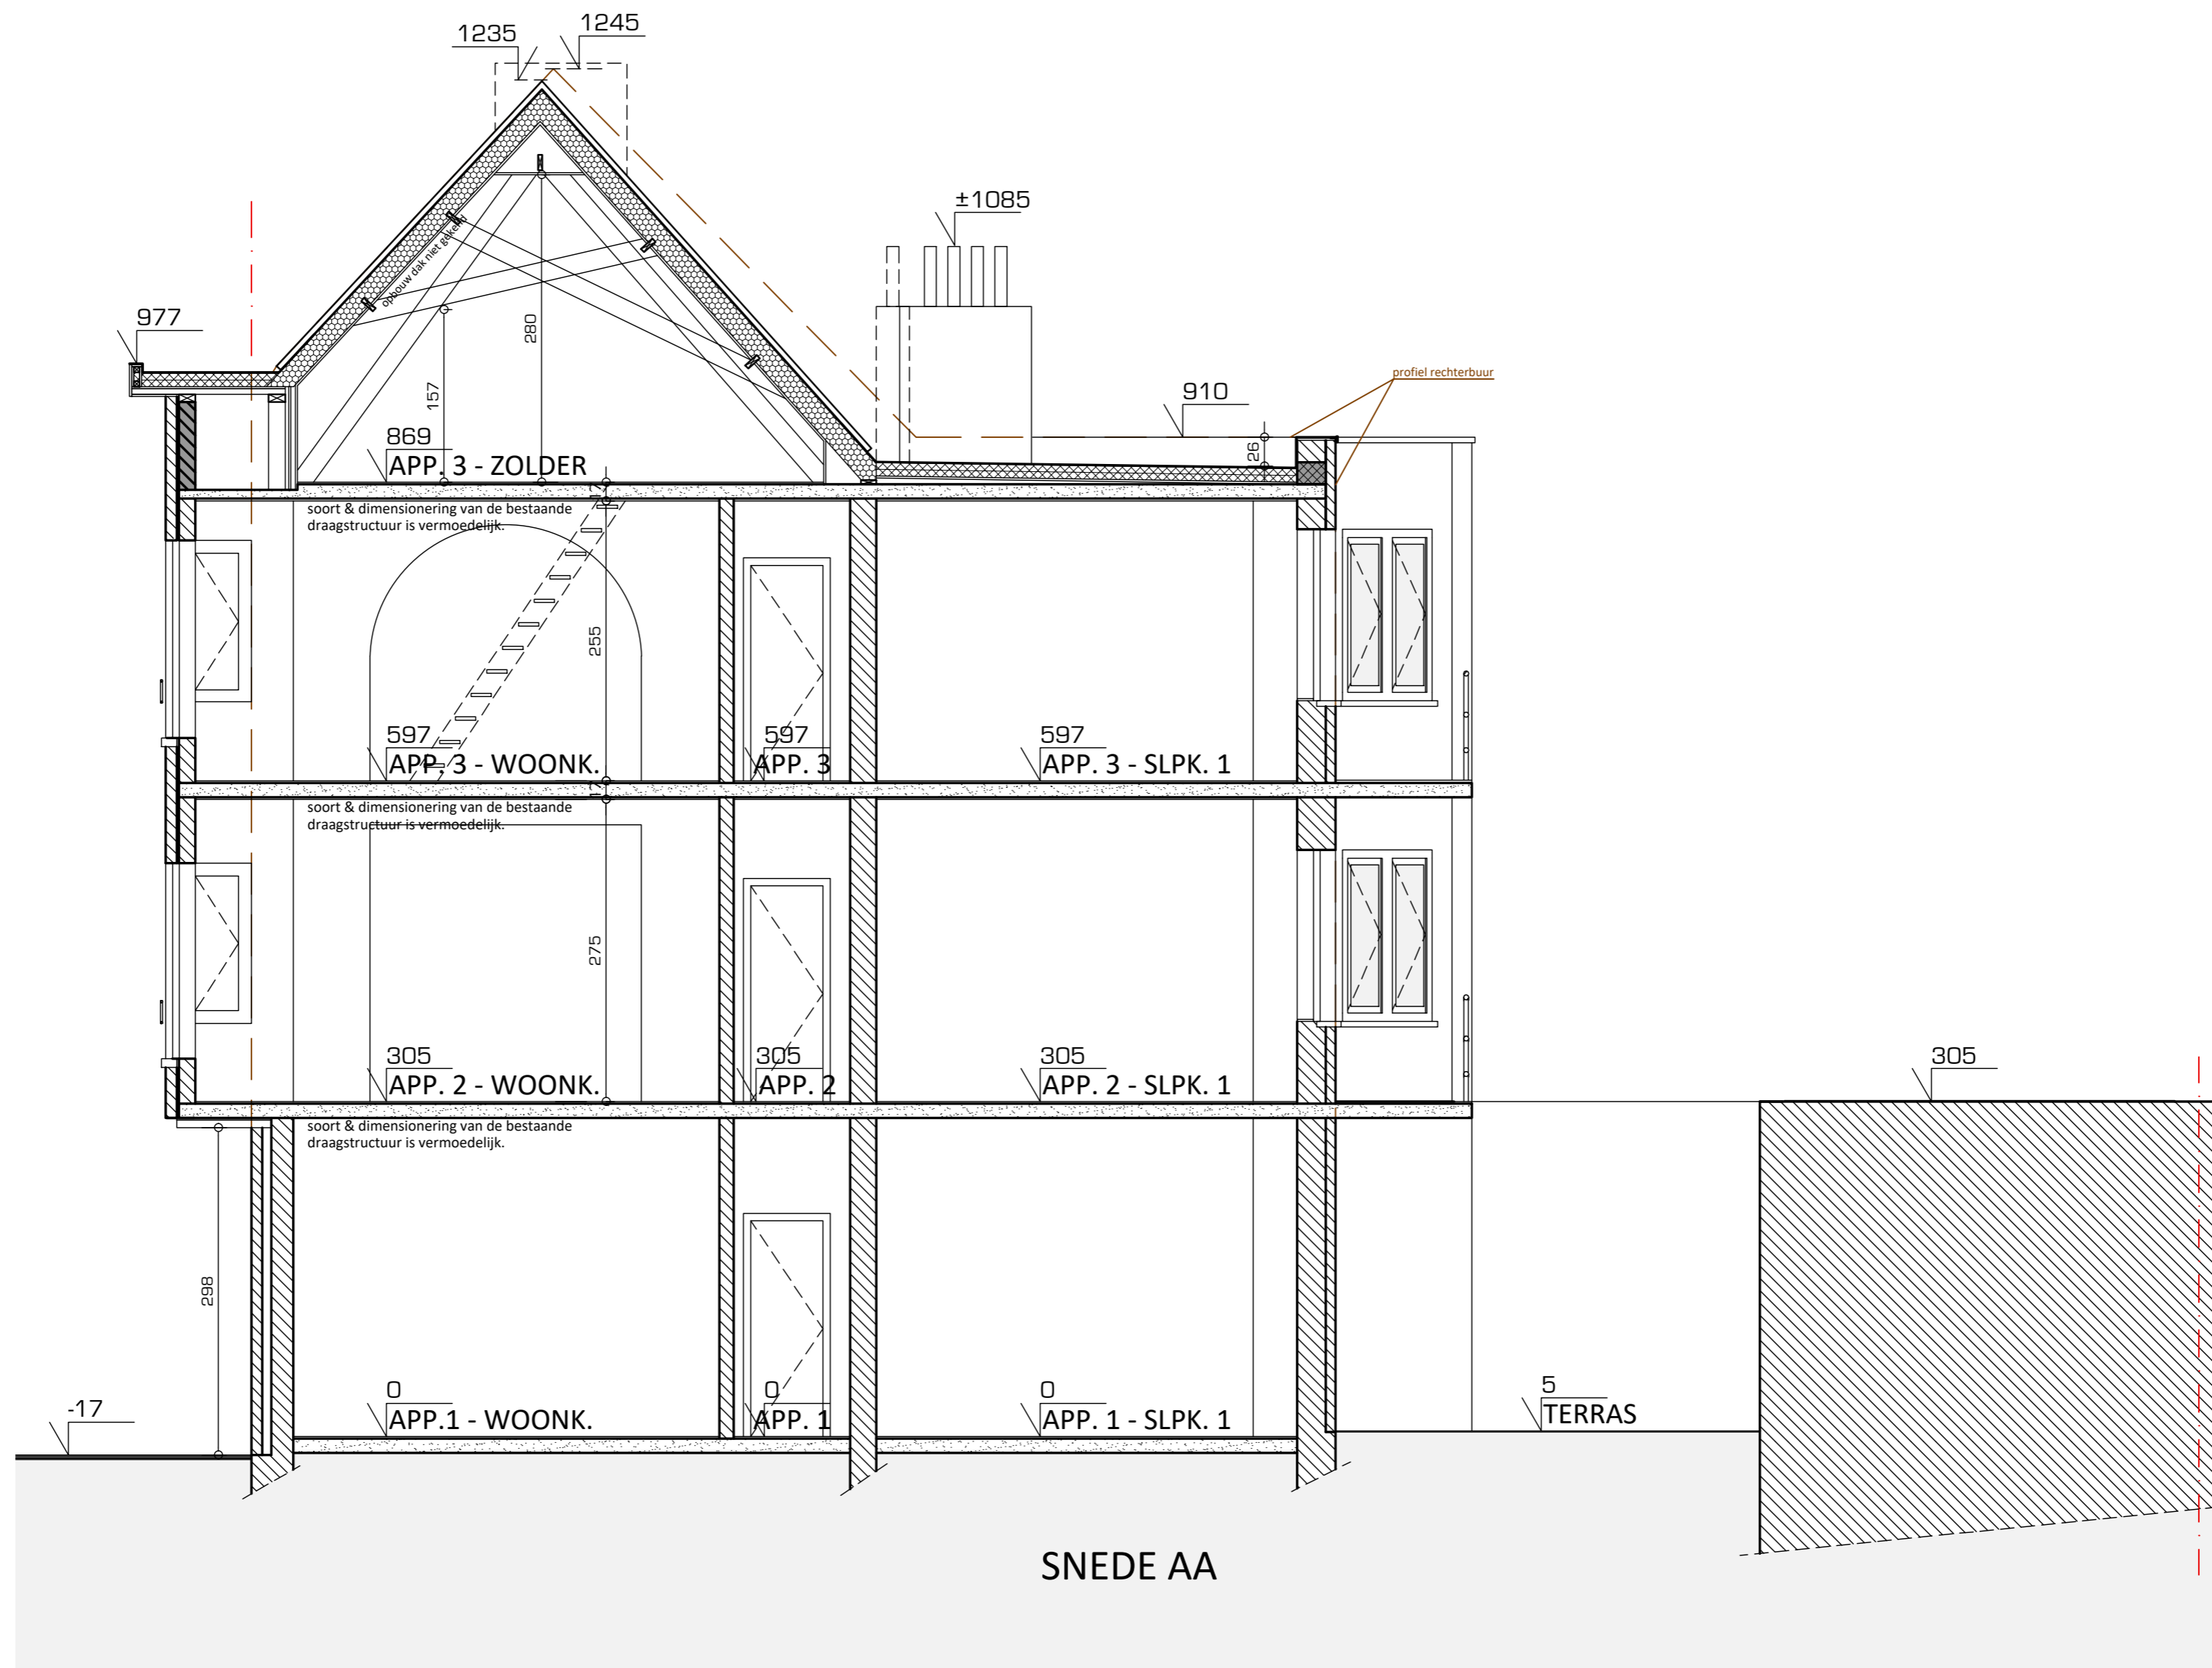 1235
1245
±1085
977
opbouw dak niet gekend
280
157
profiel rechterbuur
910
26
869
APP. 3 - ZOLDER
soort & dimensionering van de bestaande
draagstructuur is vermoedelijk.
255
597
APP. 3 - WOONK.
597
APP. 3
597
APP. 3 - SLPK. 1
soort & dimensionering van de bestaande
draagstructuur is vermoedelijk.
275
305
APP. 2 - WOONK.
305
APP. 2
305
APP. 2 - SLPK. 1
305
soort & dimensionering van de bestaande
draagstructuur is vermoedelijk.
298
-17
0
APP.1 - WOONK.
0
APP. 1
0
APP. 1 - SLPK. 1
5
TERRAS
SNEDE AA